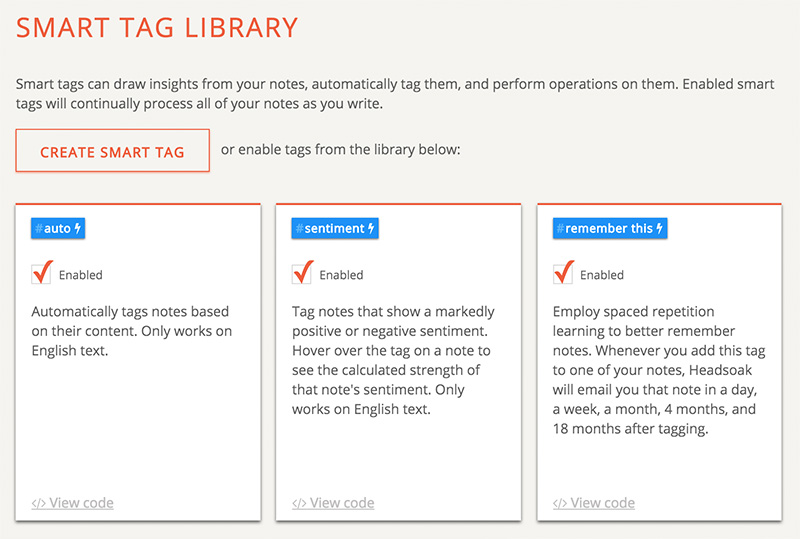 SMART TAG LIBRARY
Smart tags can draw insights from your notes, automatically tag them, and perform operations on them. Enabled smart
tags will continually process all of your notes as you write.
CREATE SMART TAG or enable tags from the library below:
#auto
Enabled
Automatically tags notes based
on their content. Only works on
English text.
</> View code
#sentiment
Enabled
Tag notes that show a markedly
positive or negative sentiment.
Hover over the tag on a note to
see the calculated strength of
that note's sentiment. Only
works on English text.
</> View code
#remember this
Enabled
Employ spaced repetition
learning to better remember
notes. Whenever you add this tag
to one of your notes, Headsoak
will email you that note in a day,
a week, a month, 4 months, and
18 months after tagging.
</> View code